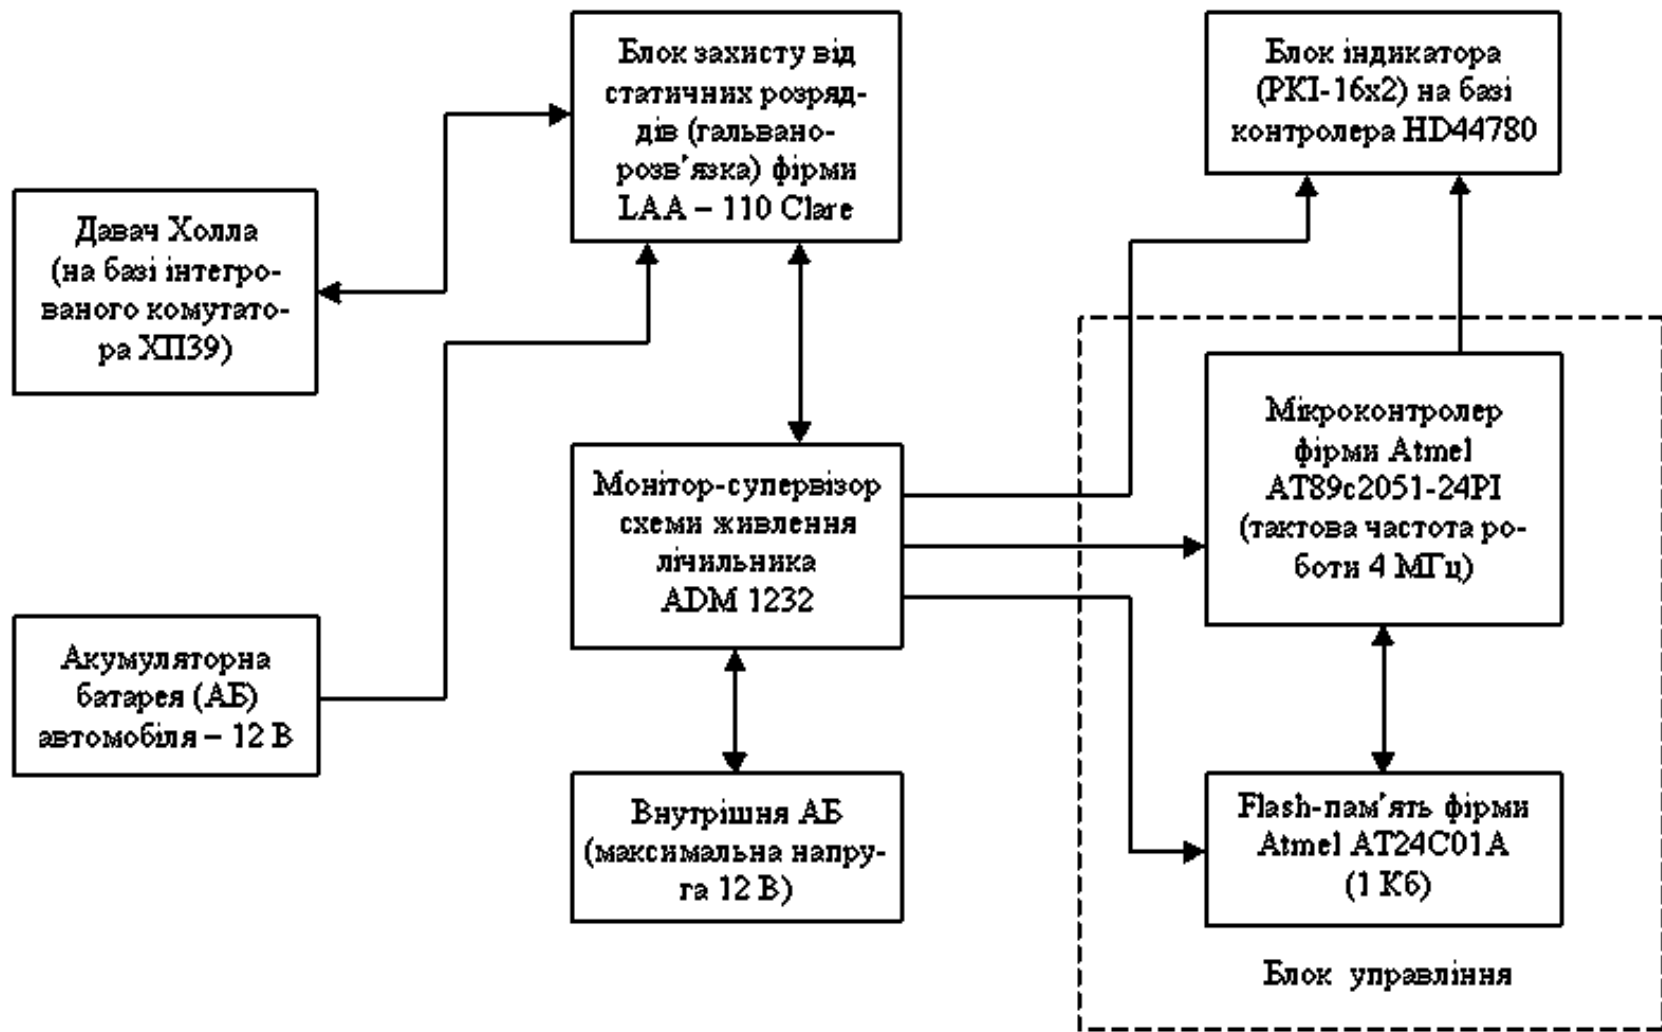 Блок захисту від
статичних розряд-
дів (гальвано-
розв'язка) фірми
LAA – 110 Clare
Блок індикатора
(РКІ-16х2) на базі
контролера HD44780
Давач Холла
(на базі інтегро-
ваного комутато-
ра ХІІ39)
Мікроконтролер
фірми Atmel
AT89c2051-24PI
(тактова частота ро-
боти 4 МГц)
Монітор-супервізор
схеми живлення
лічильника
ADM 1232
Акумуляторна
батарея (АБ)
автомобіля – 12 В
Внутрішня АБ
(максимальна напру-
га 12 В)
Flash-пам'ять фірми
Atmel AT24C01A
(1 Кб)
Блок управління